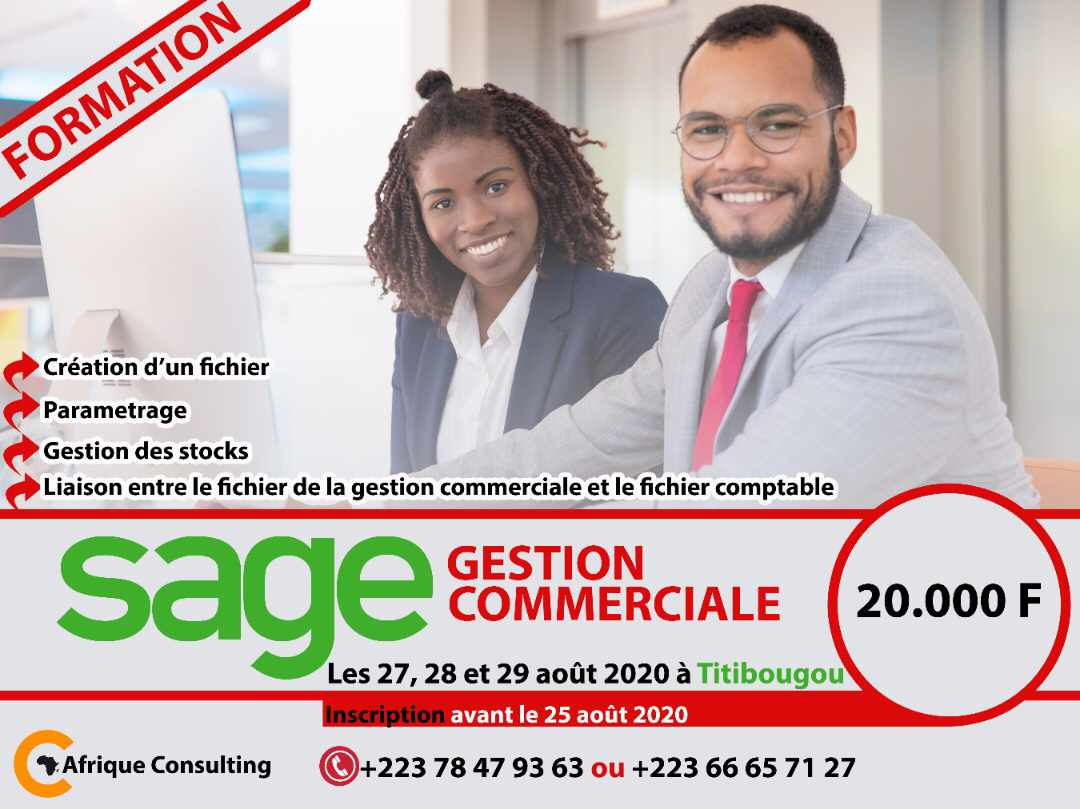 FORMATION
Création d'un fichier
Parametrage
Gestion des stocks
Liaison entre le fichier de la gestion commerciale et le fichier comptable
sage
GESTION
COMMERCIALE
20.000 F
Les 27, 28 et 29 août 2020 à Titibougou
Inscription avant le 25 août 2020
C Afrique Consulting
+223 78 47 93 63 ou +223 66 65 71 27